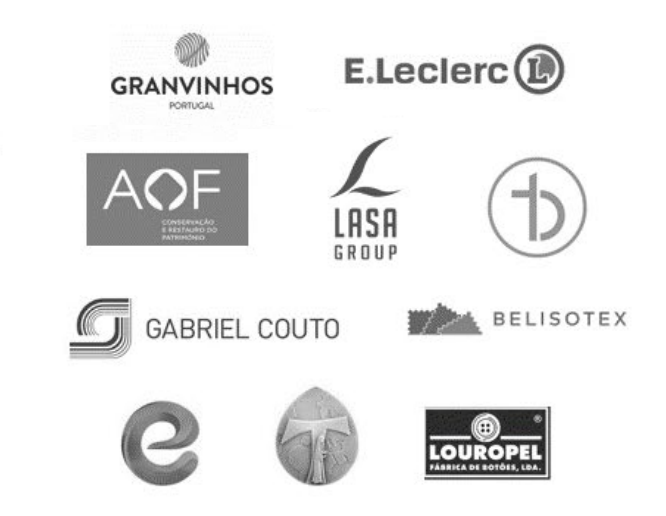 GRANVINHOS
PORTUGAL
E.Leclerc L
AOF
CONSERVAÇÃO
E RESTAURO DO
PATRIMÓNIO
LASA
GROUP
GABRIEL COUTO
BELISOTEX
e
®
LOUROPEL
FÁBRICA DE BOTÕES, LDA.